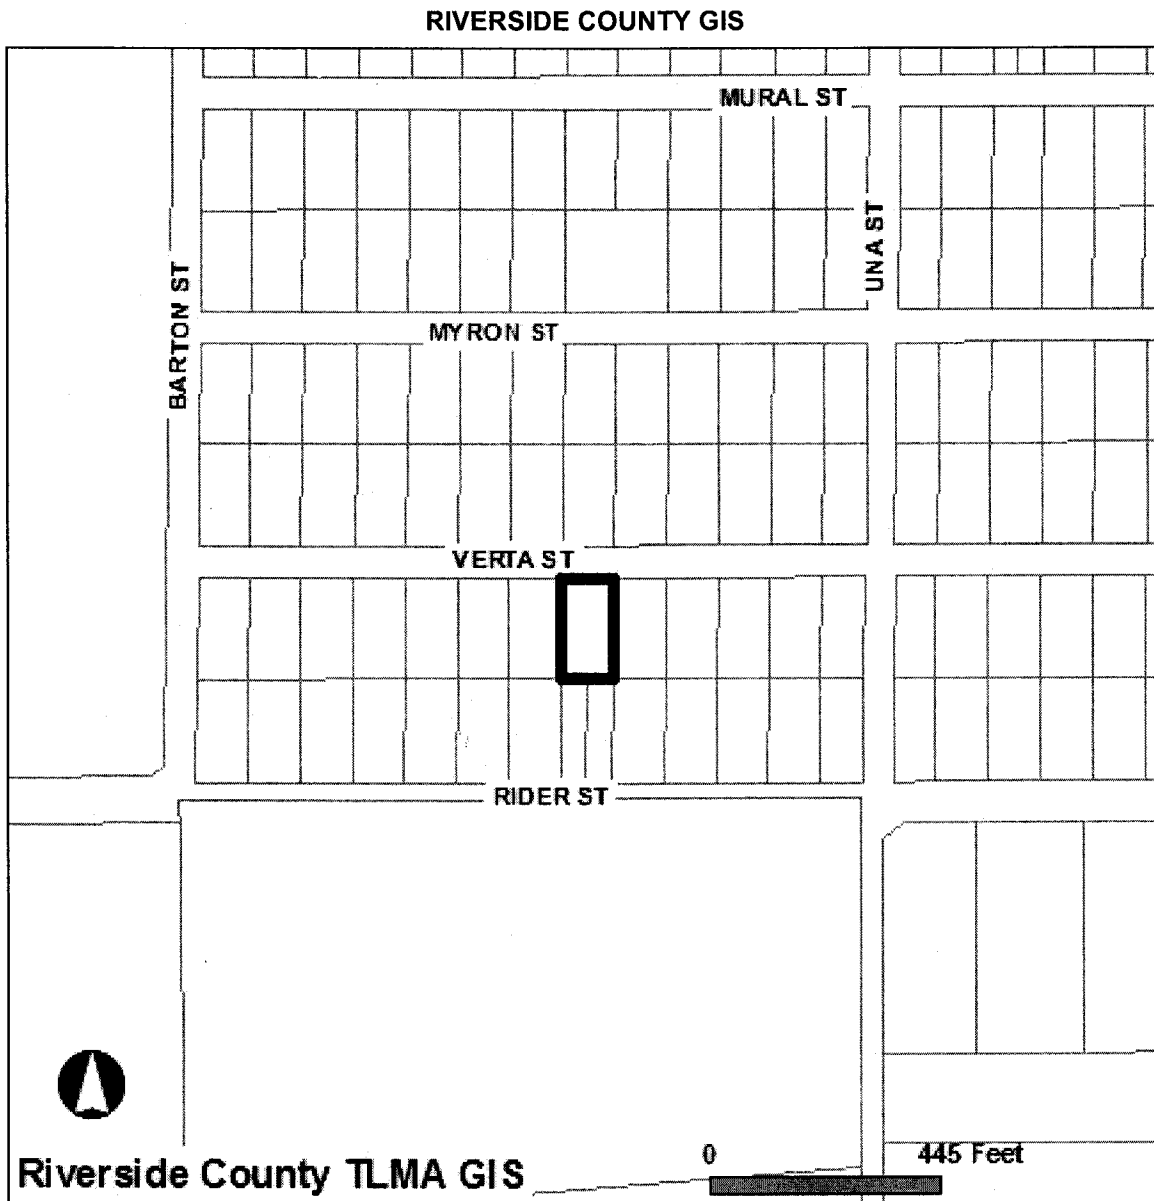 RIVERSIDE COUNTY GIS
MURAL ST
UNA ST
BARTON ST
MYRON ST
VERTA ST
RIDER ST
0
445 Feet
Riverside County TLMA GIS